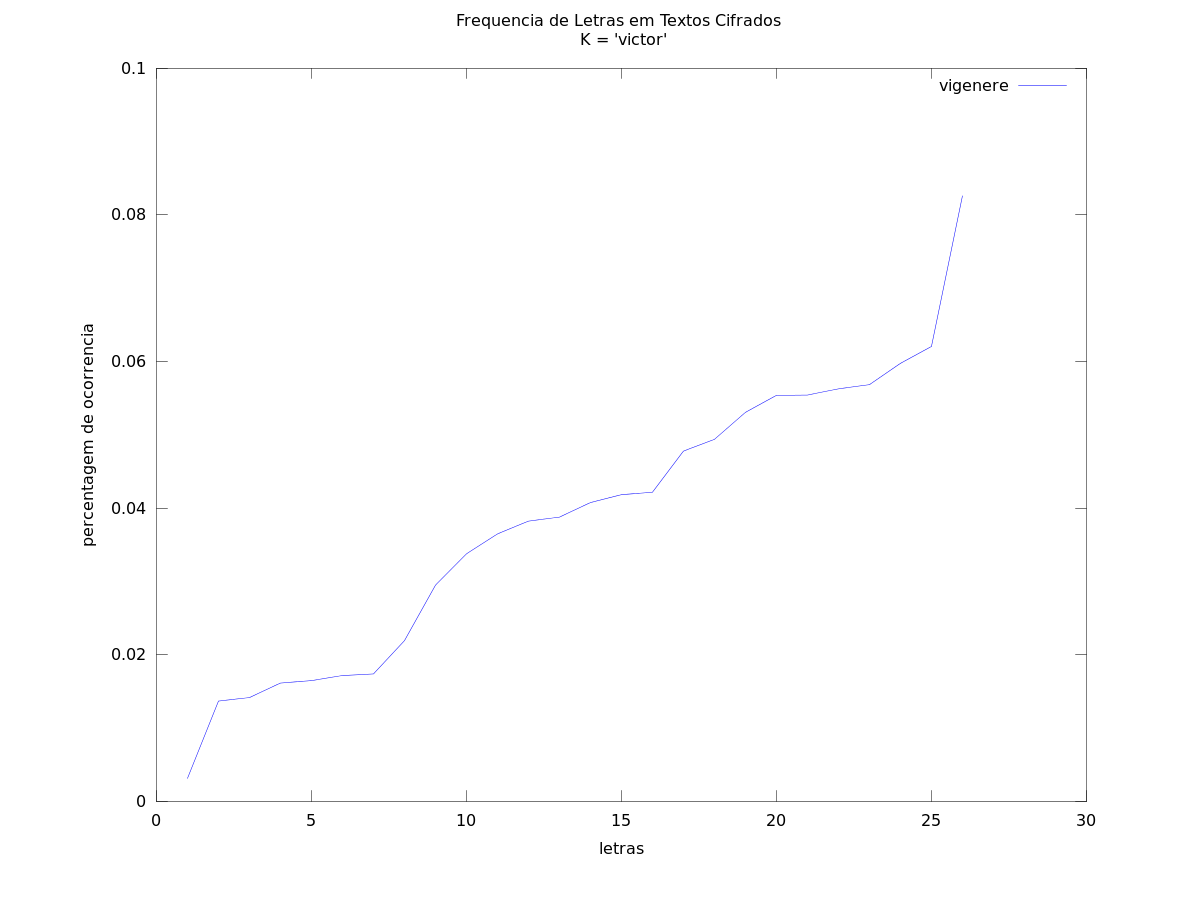 Frequencia de Letras em Textos Cifrados
K = 'victor'
vigenere
0.1
0.08
0.06
0.04
0.02
0
percentagem de ocorrencia
0 5 10 15 20 25 30
letras